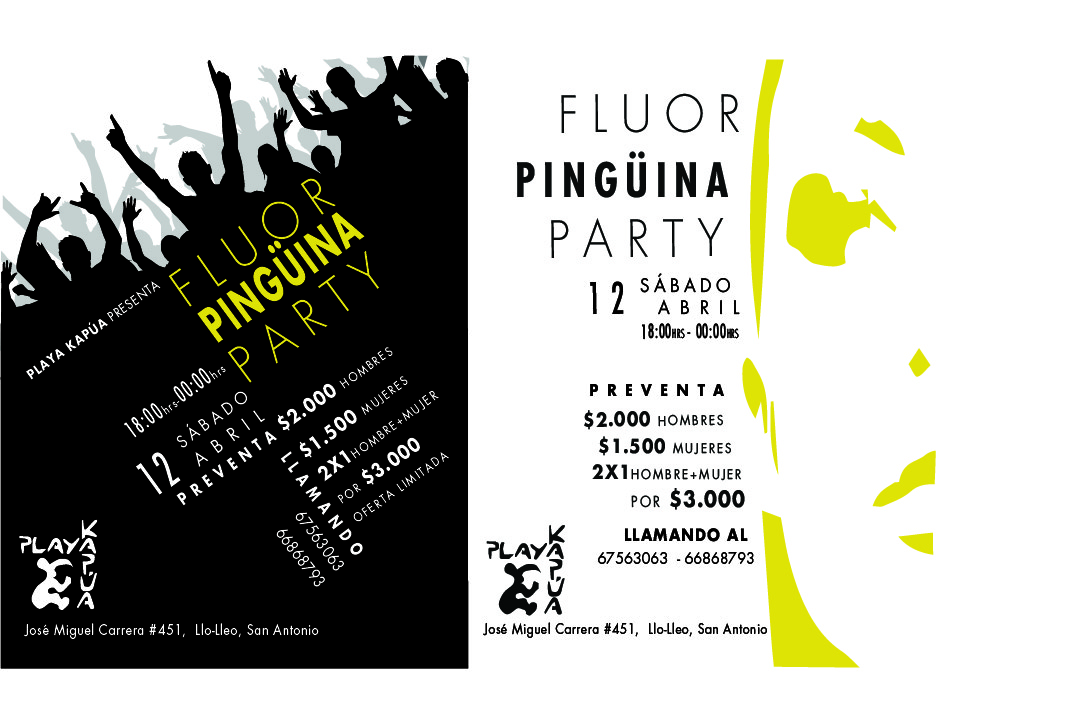 PLAYA KAPÚA PRESENTA
FLUOR
PINGÜINA
PARTY
18:00hrs-00:00hrs
12 SÁBADO
ABRIL
PREVENTA $2.000 HOMBRES
$1.500 MUJERES
2X1HOMBRE+MUJER
POR $3.000
OFERTA LIMITADA
LLAMANDO
67563063
66868793
PLAYA KAPÚA
José Miguel Carrera #451, Llo-Lleo, San Antonio
FLUOR
PINGÜINA
PARTY
12 SÁBADO
ABRIL
18:00HRS - 00:00HRS
PREVENTA
$2.000 HOMBRES
$1.500 MUJERES
2X1HOMBRE+MUJER
POR $3.000
LLAMANDO AL
67563063 - 66868793
PLAYA KAPÚA
José Miguel Carrera #451, Llo-Lleo, San Antonio